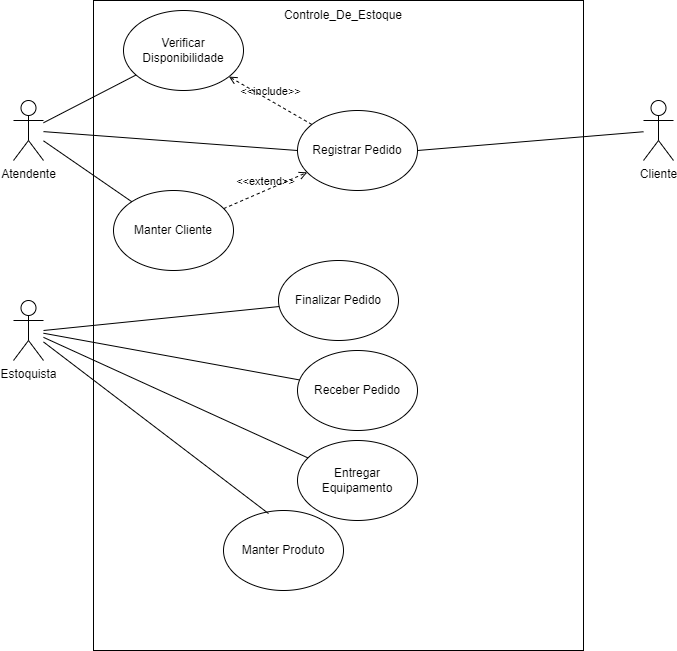 Controle_De_Estoque
Verificar
Disponibilidade
<<include>>
Registrar Pedido
Atendente
Cliente
<<extend>>
Manter Cliente
Finalizar Pedido
Estoquista
Receber Pedido
Entregar
Equipamento
Manter Produto